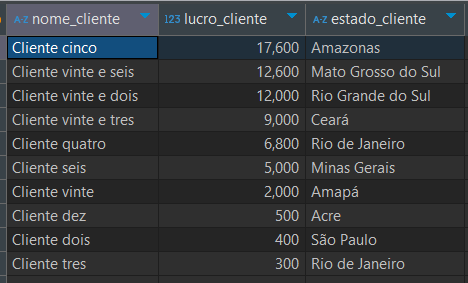 A-Z nome_cliente 123 lucro_cliente A-Z estado_cliente
Cliente cinco 17,600 Amazonas
Cliente vinte e seis 12,600 Mato Grosso do Sul
Cliente vinte e dois 12,000 Rio Grande do Sul
Cliente vinte e tres 9,000 Ceará
Cliente quatro 6,800 Rio de Janeiro
Cliente seis 5,000 Minas Gerais
Cliente vinte 2,000 Amapá
Cliente dez 500 Acre
Cliente dois 400 São Paulo
Cliente tres 300 Rio de Janeiro